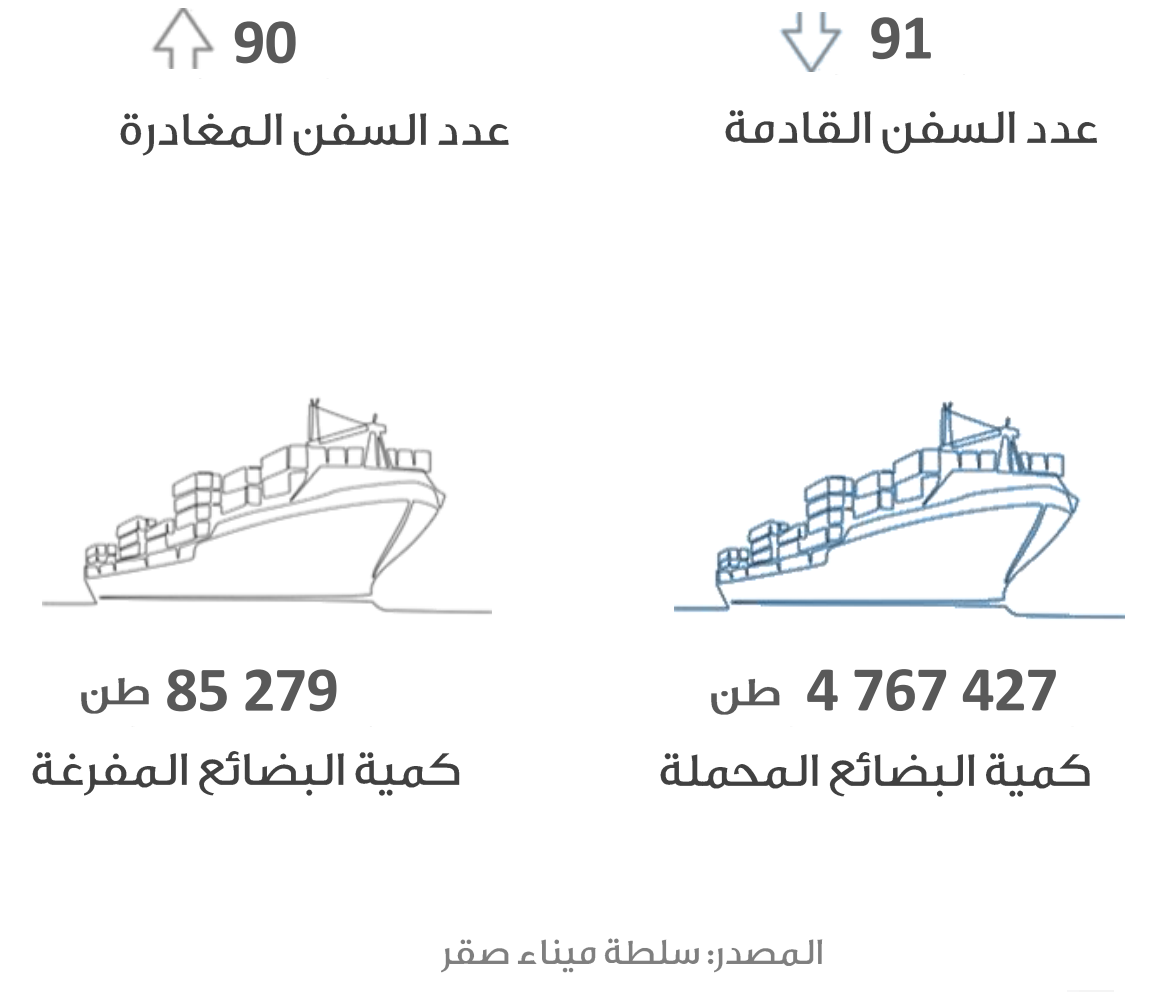 91
عدد السفن القادمة
90
عدد السفن المغادرة
4 767 427 طن
كمية البضائع المحملة
85 279 طن
كمية البضائع المفرغة
المصدر: سلطة ميناء صقر